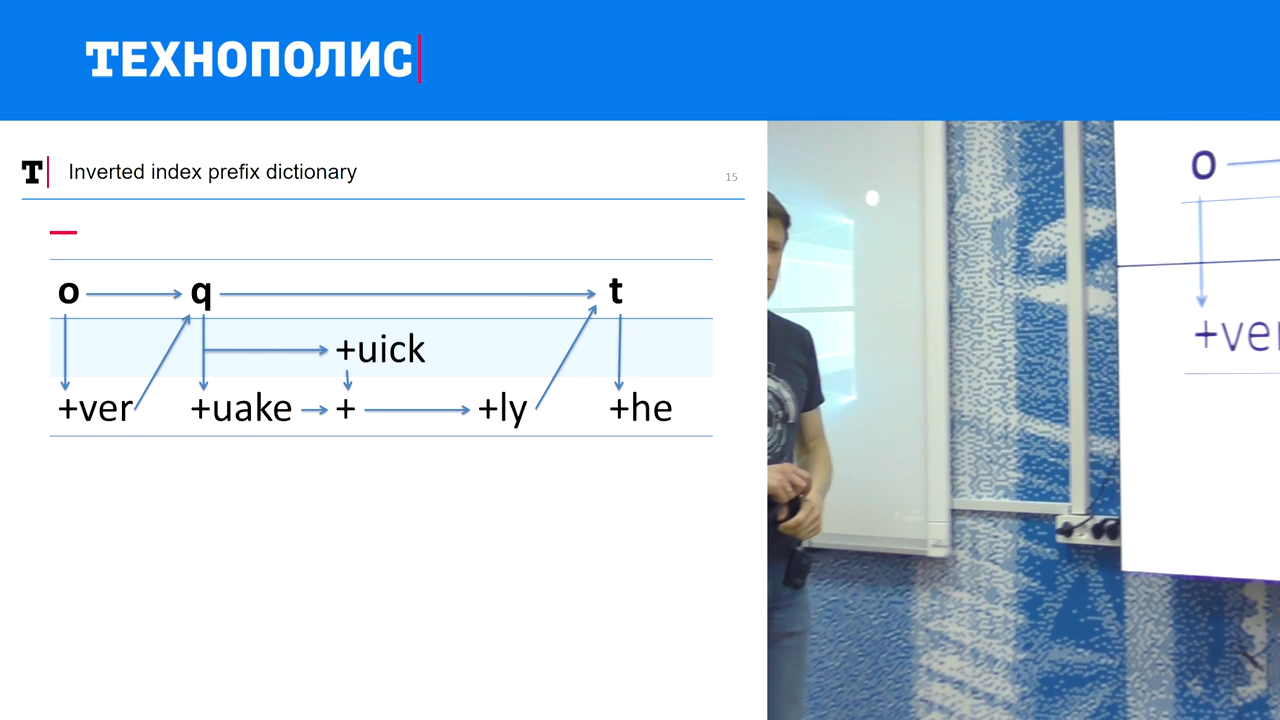 ТЕХНОПОЛИС
T Inverted index prefix dictionary 15
o q t
+uick
+ver +uake + +ly +he
o
+ver